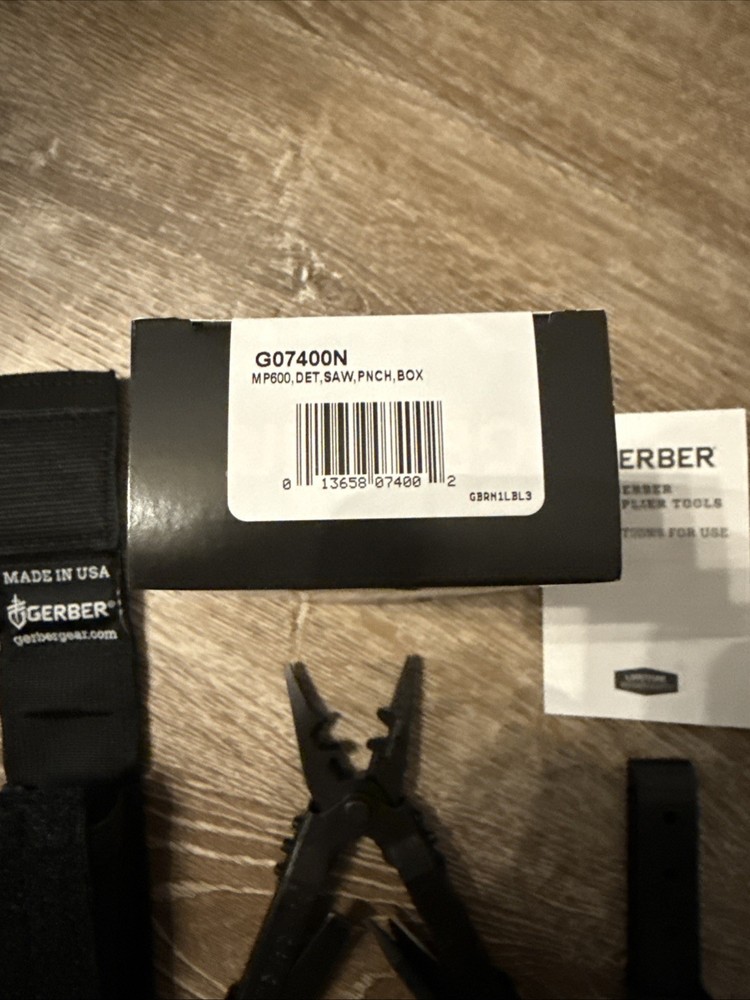 G07400N
MP600,DET,SAW,PNCH,BOX
0 13658 07400 2
GBRN1LBL3
MADE IN USA
GERBER®
gerbergear.com
ERBER
ERBER
PLIER TOOLS
TIONS FOR USE